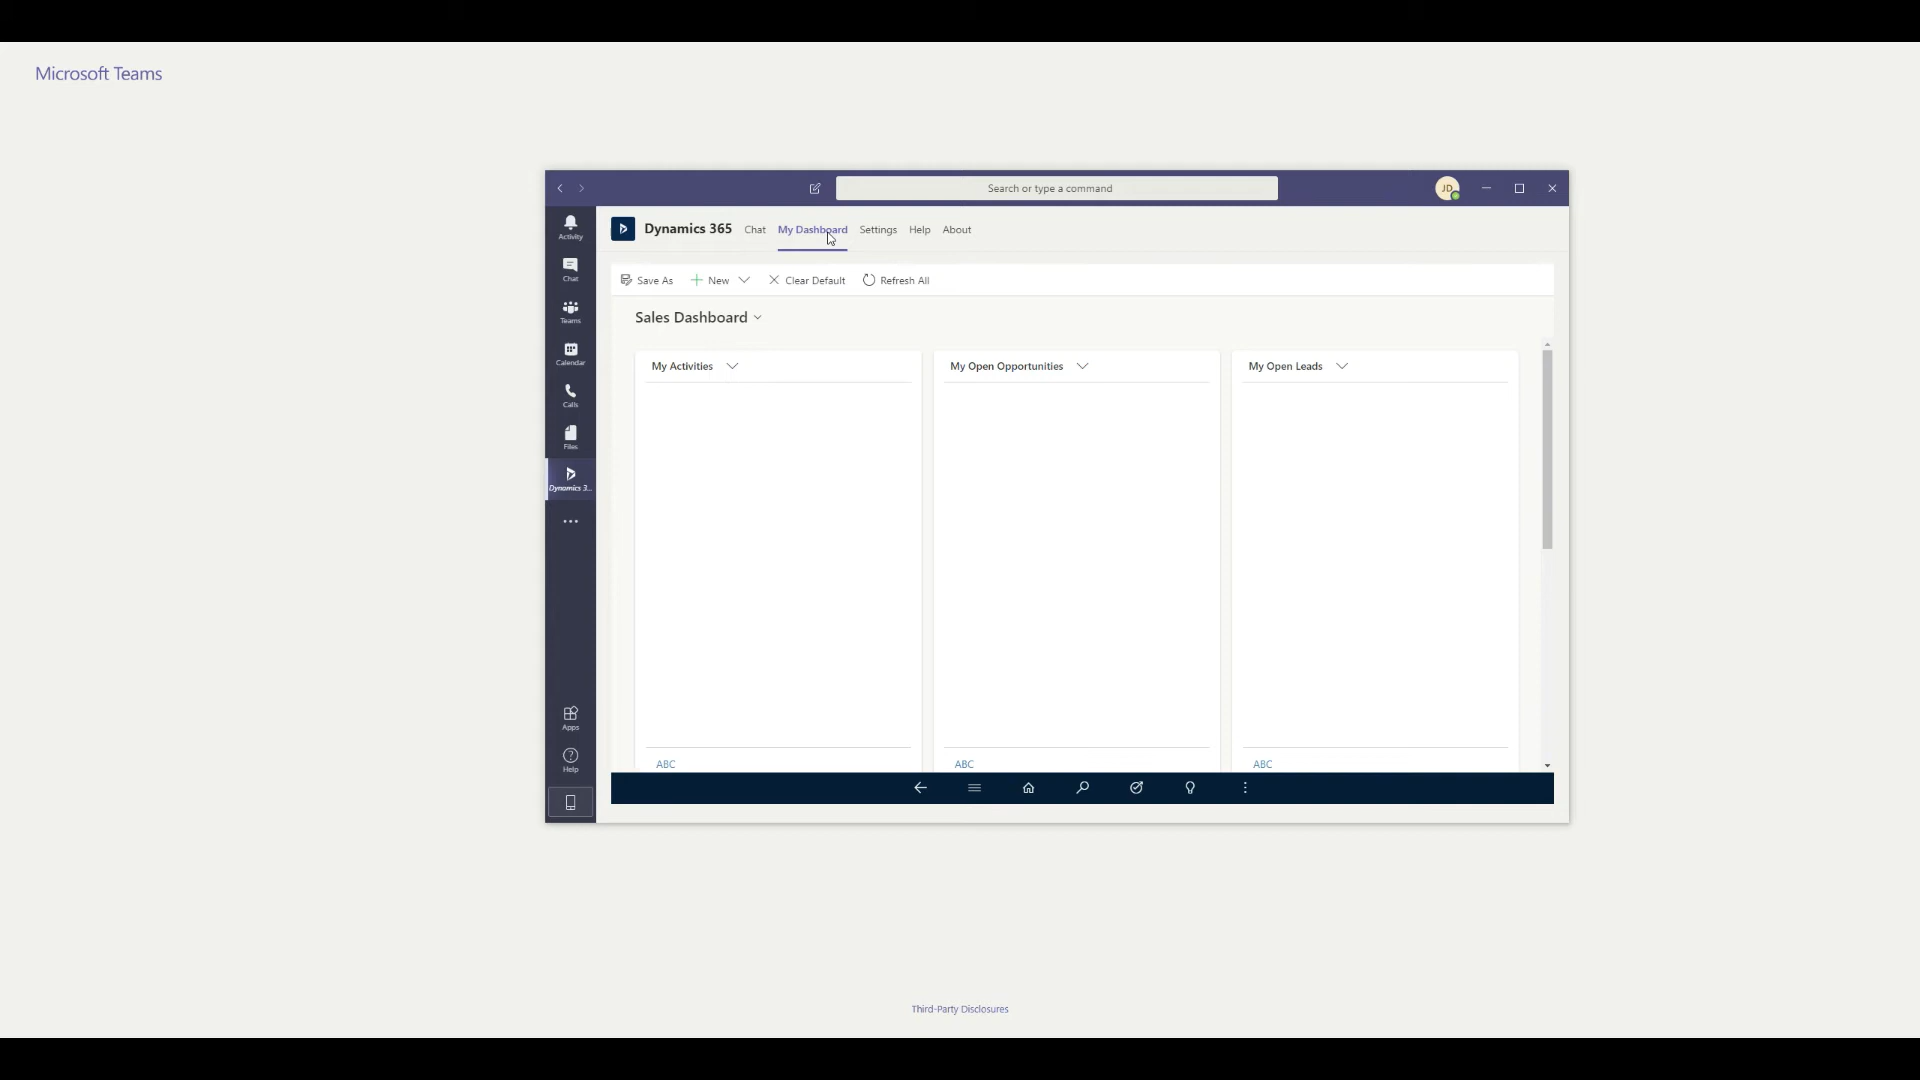 Microsoft Teams
Search or type a command
JD
Activity
Chat
Teams
Calendar
Calls
Files
Dynamics 3...
Apps
Help
Dynamics 365 Chat My Dashboard Settings Help About
Save As New Clear Default Refresh All
Sales Dashboard
My Activities My Open Opportunities My Open Leads
ABC ABC ABC
Third-Party Disclosures